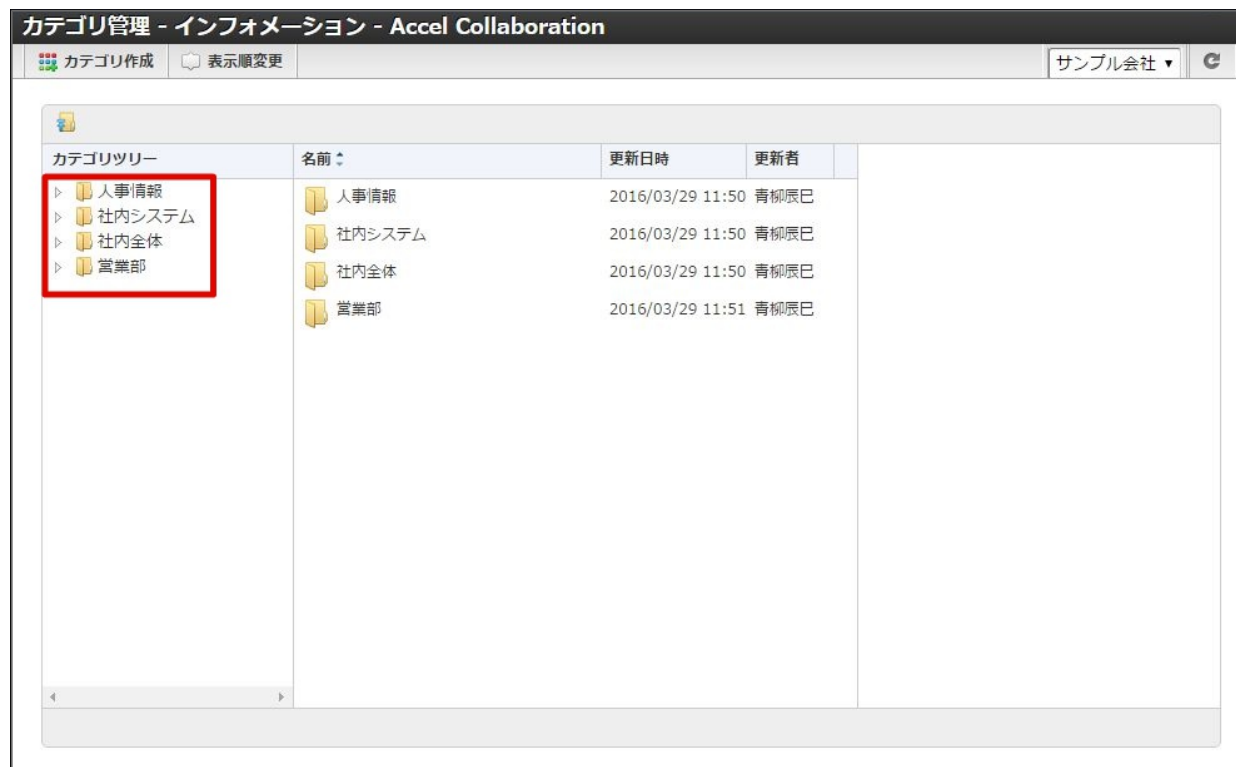 カテゴリ管理 - インフォメーション - Accel Collaboration
カテゴリ作成 表示順変更 サンプル会社
カテゴリツリー 名前 更新日時 更新者
人事情報
社内システム
社内全体
営業部
人事情報 2016/03/29 11:50 青柳辰巳
社内システム 2016/03/29 11:50 青柳辰巳
社内全体 2016/03/29 11:50 青柳辰巳
営業部 2016/03/29 11:51 青柳辰巳